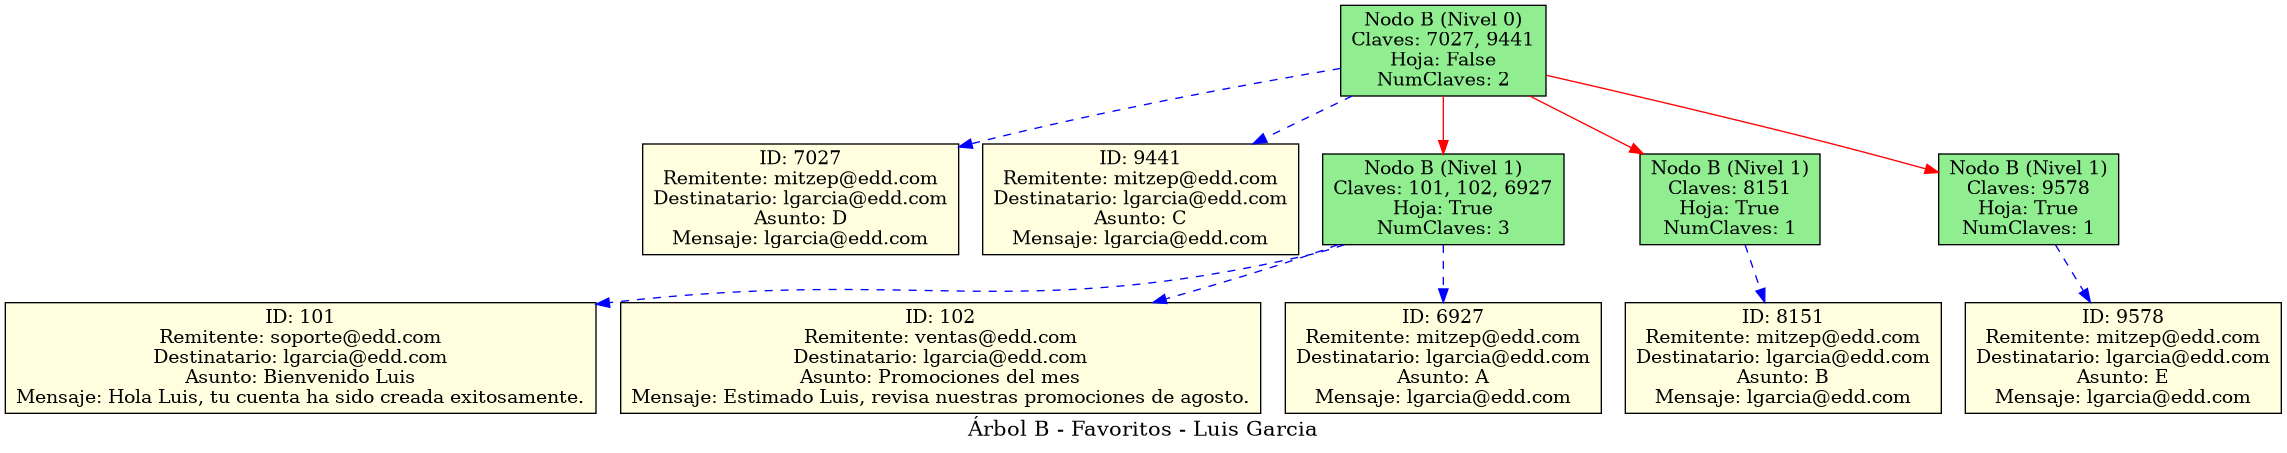 Nodo B (Nivel 0)
Claves: 7027, 9441
Hoja: False
NumClaves: 2
ID: 7027
Remitente: mitzep@edd.com
Destinatario: lgarcia@edd.com
Asunto: D
Mensaje: lgarcia@edd.com
ID: 9441
Remitente: mitzep@edd.com
Destinatario: lgarcia@edd.com
Asunto: C
Mensaje: lgarcia@edd.com
Nodo B (Nivel 1)
Claves: 101, 102, 6927
Hoja: True
NumClaves: 3
Nodo B (Nivel 1)
Claves: 8151
Hoja: True
NumClaves: 1
Nodo B (Nivel 1)
Claves: 9578
Hoja: True
NumClaves: 1
ID: 101
Remitente: soporte@edd.com
Destinatario: lgarcia@edd.com
Asunto: Bienvenido Luis
Mensaje: Hola Luis, tu cuenta ha sido creada exitosamente.
ID: 102
Remitente: ventas@edd.com
Destinatario: lgarcia@edd.com
Asunto: Promociones del mes
Mensaje: Estimado Luis, revisa nuestras promociones de agosto.
ID: 6927
Remitente: mitzep@edd.com
Destinatario: lgarcia@edd.com
Asunto: A
Mensaje: lgarcia@edd.com
ID: 8151
Remitente: mitzep@edd.com
Destinatario: lgarcia@edd.com
Asunto: B
Mensaje: lgarcia@edd.com
ID: 9578
Remitente: mitzep@edd.com
Destinatario: lgarcia@edd.com
Asunto: E
Mensaje: lgarcia@edd.com
Árbol B - Favoritos - Luis Garcia